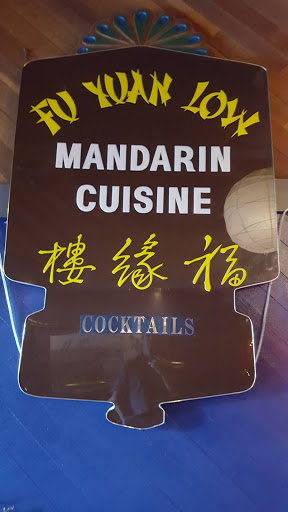 FU YUAN LOW
MANDARIN
CUISINE
樓緣福
COCKTAILS